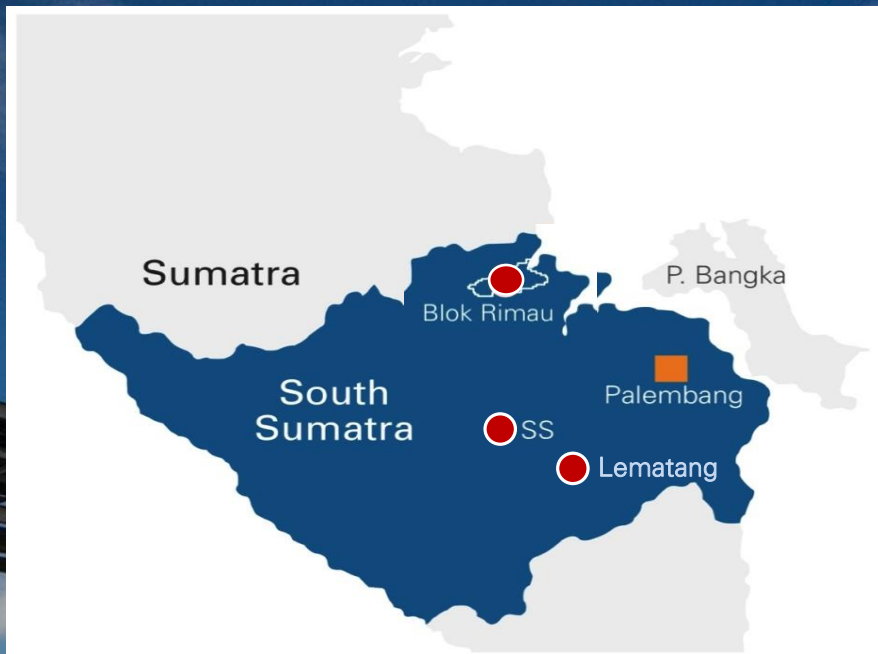 Sumatra
P. Bangka
Blok Rimau
South
Sumatra
Palembang
SS
Lematang